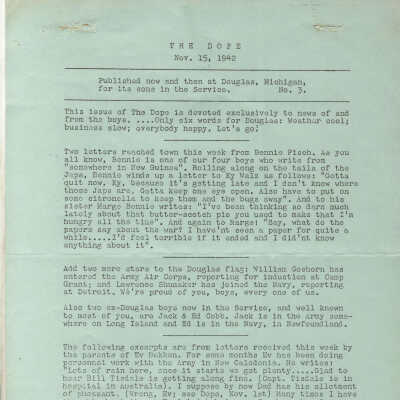 THE DOPE
Nov. 15, 1942
Published now and then at Douglas, Michigan,
for its sons in the Service. No. 3.
This issue of The Dope is devoted exclusively to news of and
from the boys. ....Only six words for Douglas: Weather cool;
business slow; everybody happy. Let's go!
Two letters reached town this week from Bennie Pisch. As you
all know, Bennie is one of our four boys who write from
"somewhere in New Guinea". Rolling along on the tails of the
Japs, Bennie winds up a letter to Ky Walz as follows: "Gotta
quit now, Ky, because it's getting late and I don't know where
those Japs are. Gotta keep one eye open. Also have to put on
some citronella to keep them and the bugs away". And to his
sister Margo Bennie writes: "I've been thinking so darn much
lately about that butter-scotch pie you used to make that I'm
hungry all the time". And again to Marge: "Say, what do the
papers say about the war? I have'nt seen a paper for quite a
while.....I'd feel terrible if it ended and I did'nt know
anything about it".
Add two more stars to the Douglas flag: William Geeborn has
entered the Army Air Corps, reporting for induction at Camp
Grant; and Lawrence Shumaker has joined the Navy, reporting
at Detroit. We're proud of you, boys, every one of us.
Also two ex-Douglas boys now in the Service, and well known
to most of you, are Jack & Ed Cobb. Jack is in the Army some-
where on Long Island and Ed is in the Navy, in Newfoundland.
The following excerpts are from letters received this week by
the parents of Ev Bekken. For some months Ev has been doing
personnel work with the Army in New Caledonia. He writes:
"Lots of rain here, once it starts we get plenty.....Glad to
hear Bill Tisdale is getting along fine. (Capt. Tisdale is in
hospital in Australia). I suppose by now Dad has his allotment
of pheasant. (Wrong, Ev; see Dope, Nov. 1st) Many times I have